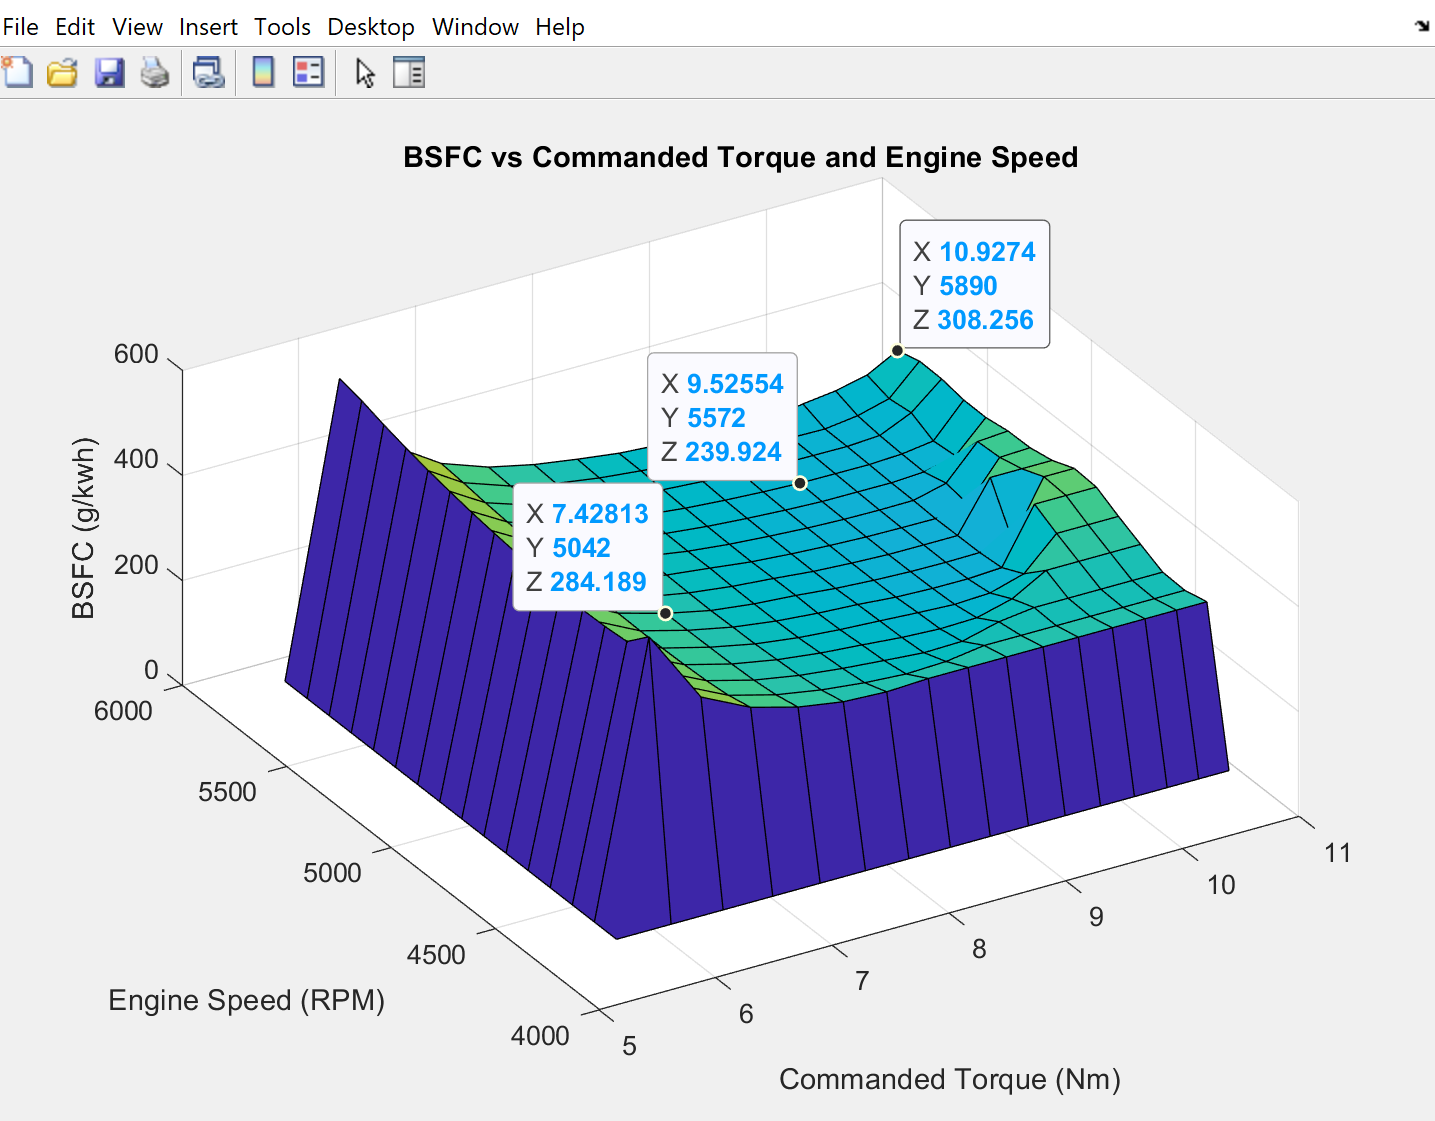 File Edit View Insert Tools Desktop Window Help
BSFC vs Commanded Torque and Engine Speed
X 10.9274
Y 5890
Z 308.256
X 9.52554
Y 5572
Z 239.924
X 7.42813
Y 5042
Z 284.189
BSFC (g/kwh)
600
400
200
0
6000
5500
5000
4500
4000
Engine Speed (RPM)
5
6
7
8
9
10
11
Commanded Torque (Nm)